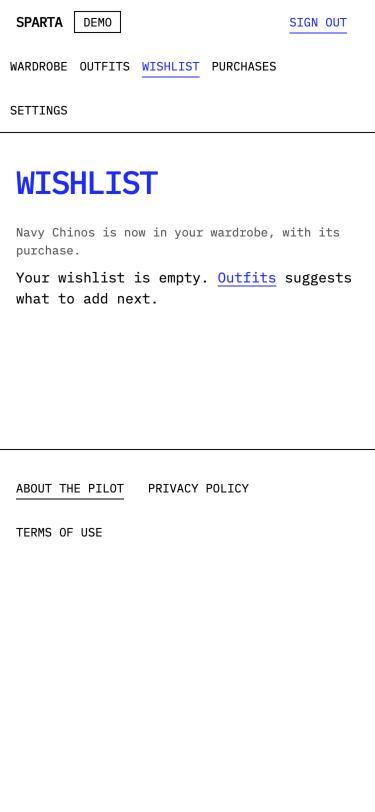 SPARTA DEMO SIGN OUT
WARDROBE OUTFITS WISHLIST PURCHASES
SETTINGS
WISHLIST
Navy Chinos is now in your wardrobe, with its
purchase.
Your wishlist is empty. Outfits suggests
what to add next.
ABOUT THE PILOT PRIVACY POLICY
TERMS OF USE